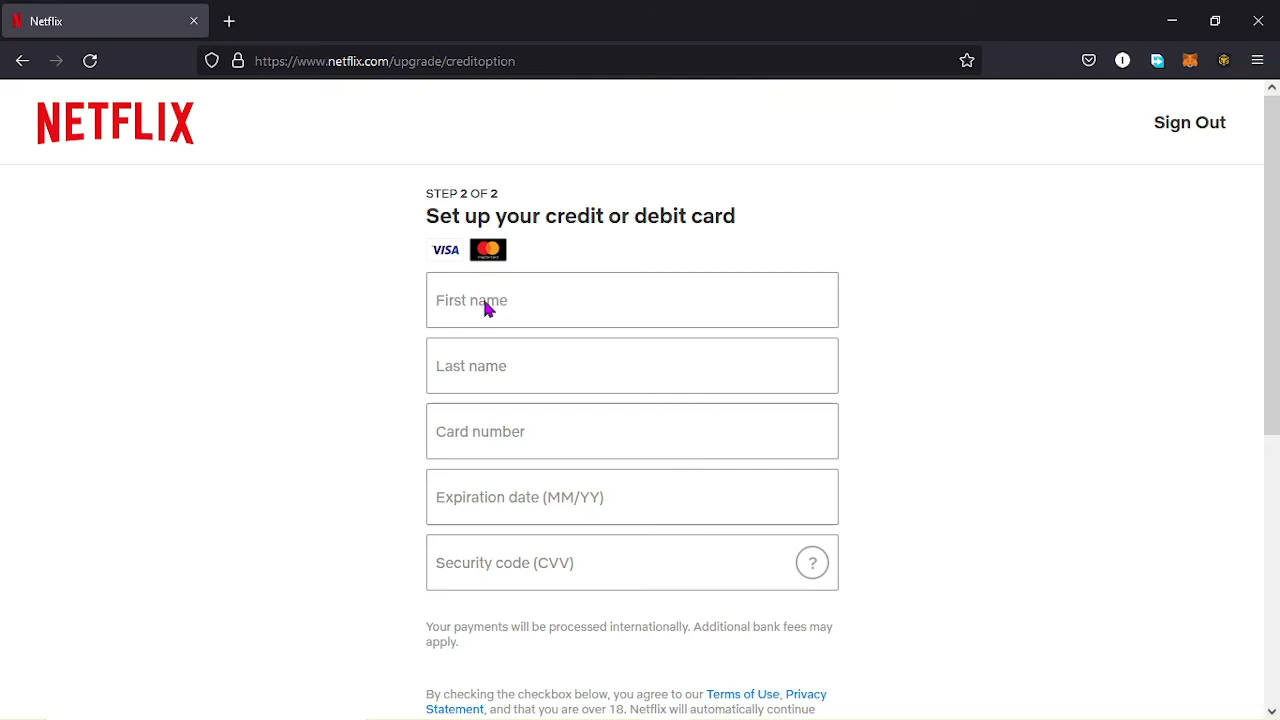 Netflix
https://www.netflix.com/upgrade/creditoption
NETFLIX
Sign Out
STEP 2 OF 2
Set up your credit or debit card
VISA
First name
Last name
Card number
Expiration date (MM/YY)
Security code (CVV)
?
Your payments will be processed internationally. Additional bank fees may
apply.
By checking the checkbox below, you agree to our Terms of Use, Privacy
Statement, and that you are over 18. Netflix will automatically continue